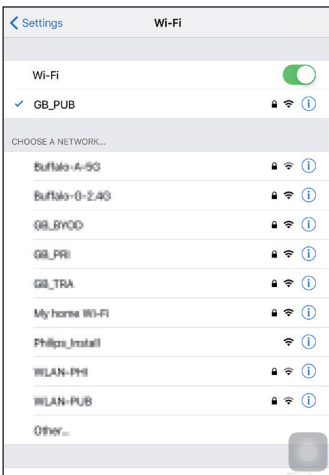 Settings
Wi-Fi
Wi-Fi
GB_PUB
CHOOSE A NETWORK...
Buffalo-A-5G
Buffalo-G-2.4G
GB_BYOD
GB_PRI
GB_TRA
My home Wi-Fi
Philips_Install
WLAN-PHI
WLAN-PUB
Other...